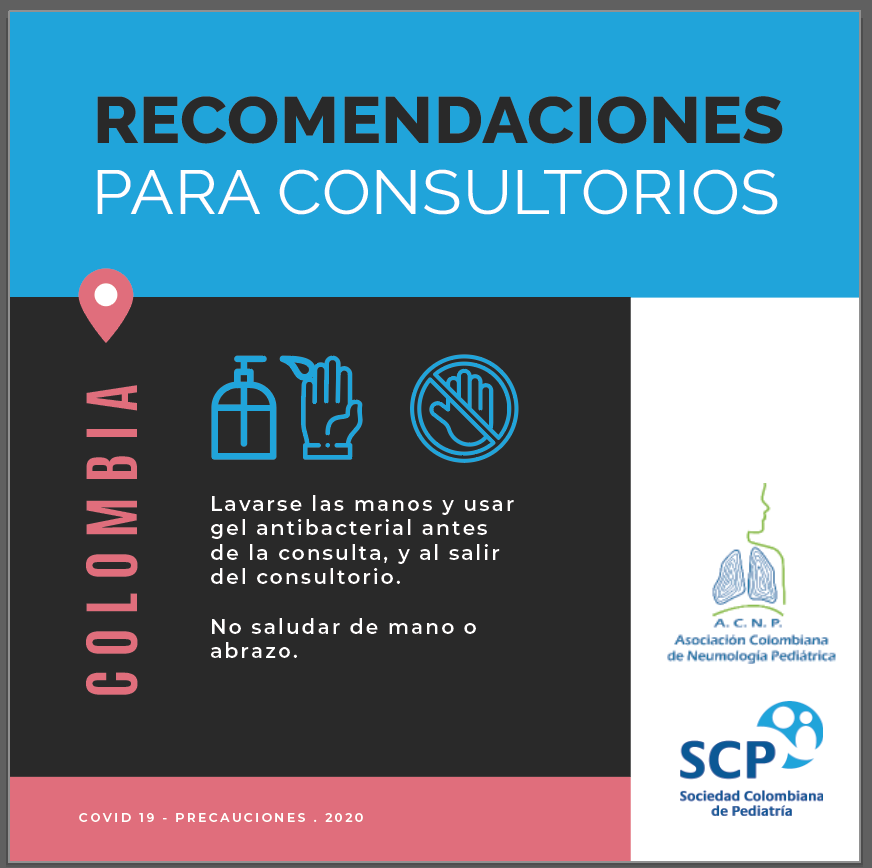 RECOMENDACIONES
PARA CONSULTORIOS
COLOMBIA
Lavarse las manos y usar
gel antibacterial antes
de la consulta, y al salir
del consultorio.
No saludar de mano o
abrazo.
A. C. N. P.
Asociación Colombiana
de Neumología Pediátrica
SCP
Sociedad Colombiana
de Pediatría
COVID 19 - PRECAUCIONES . 2020